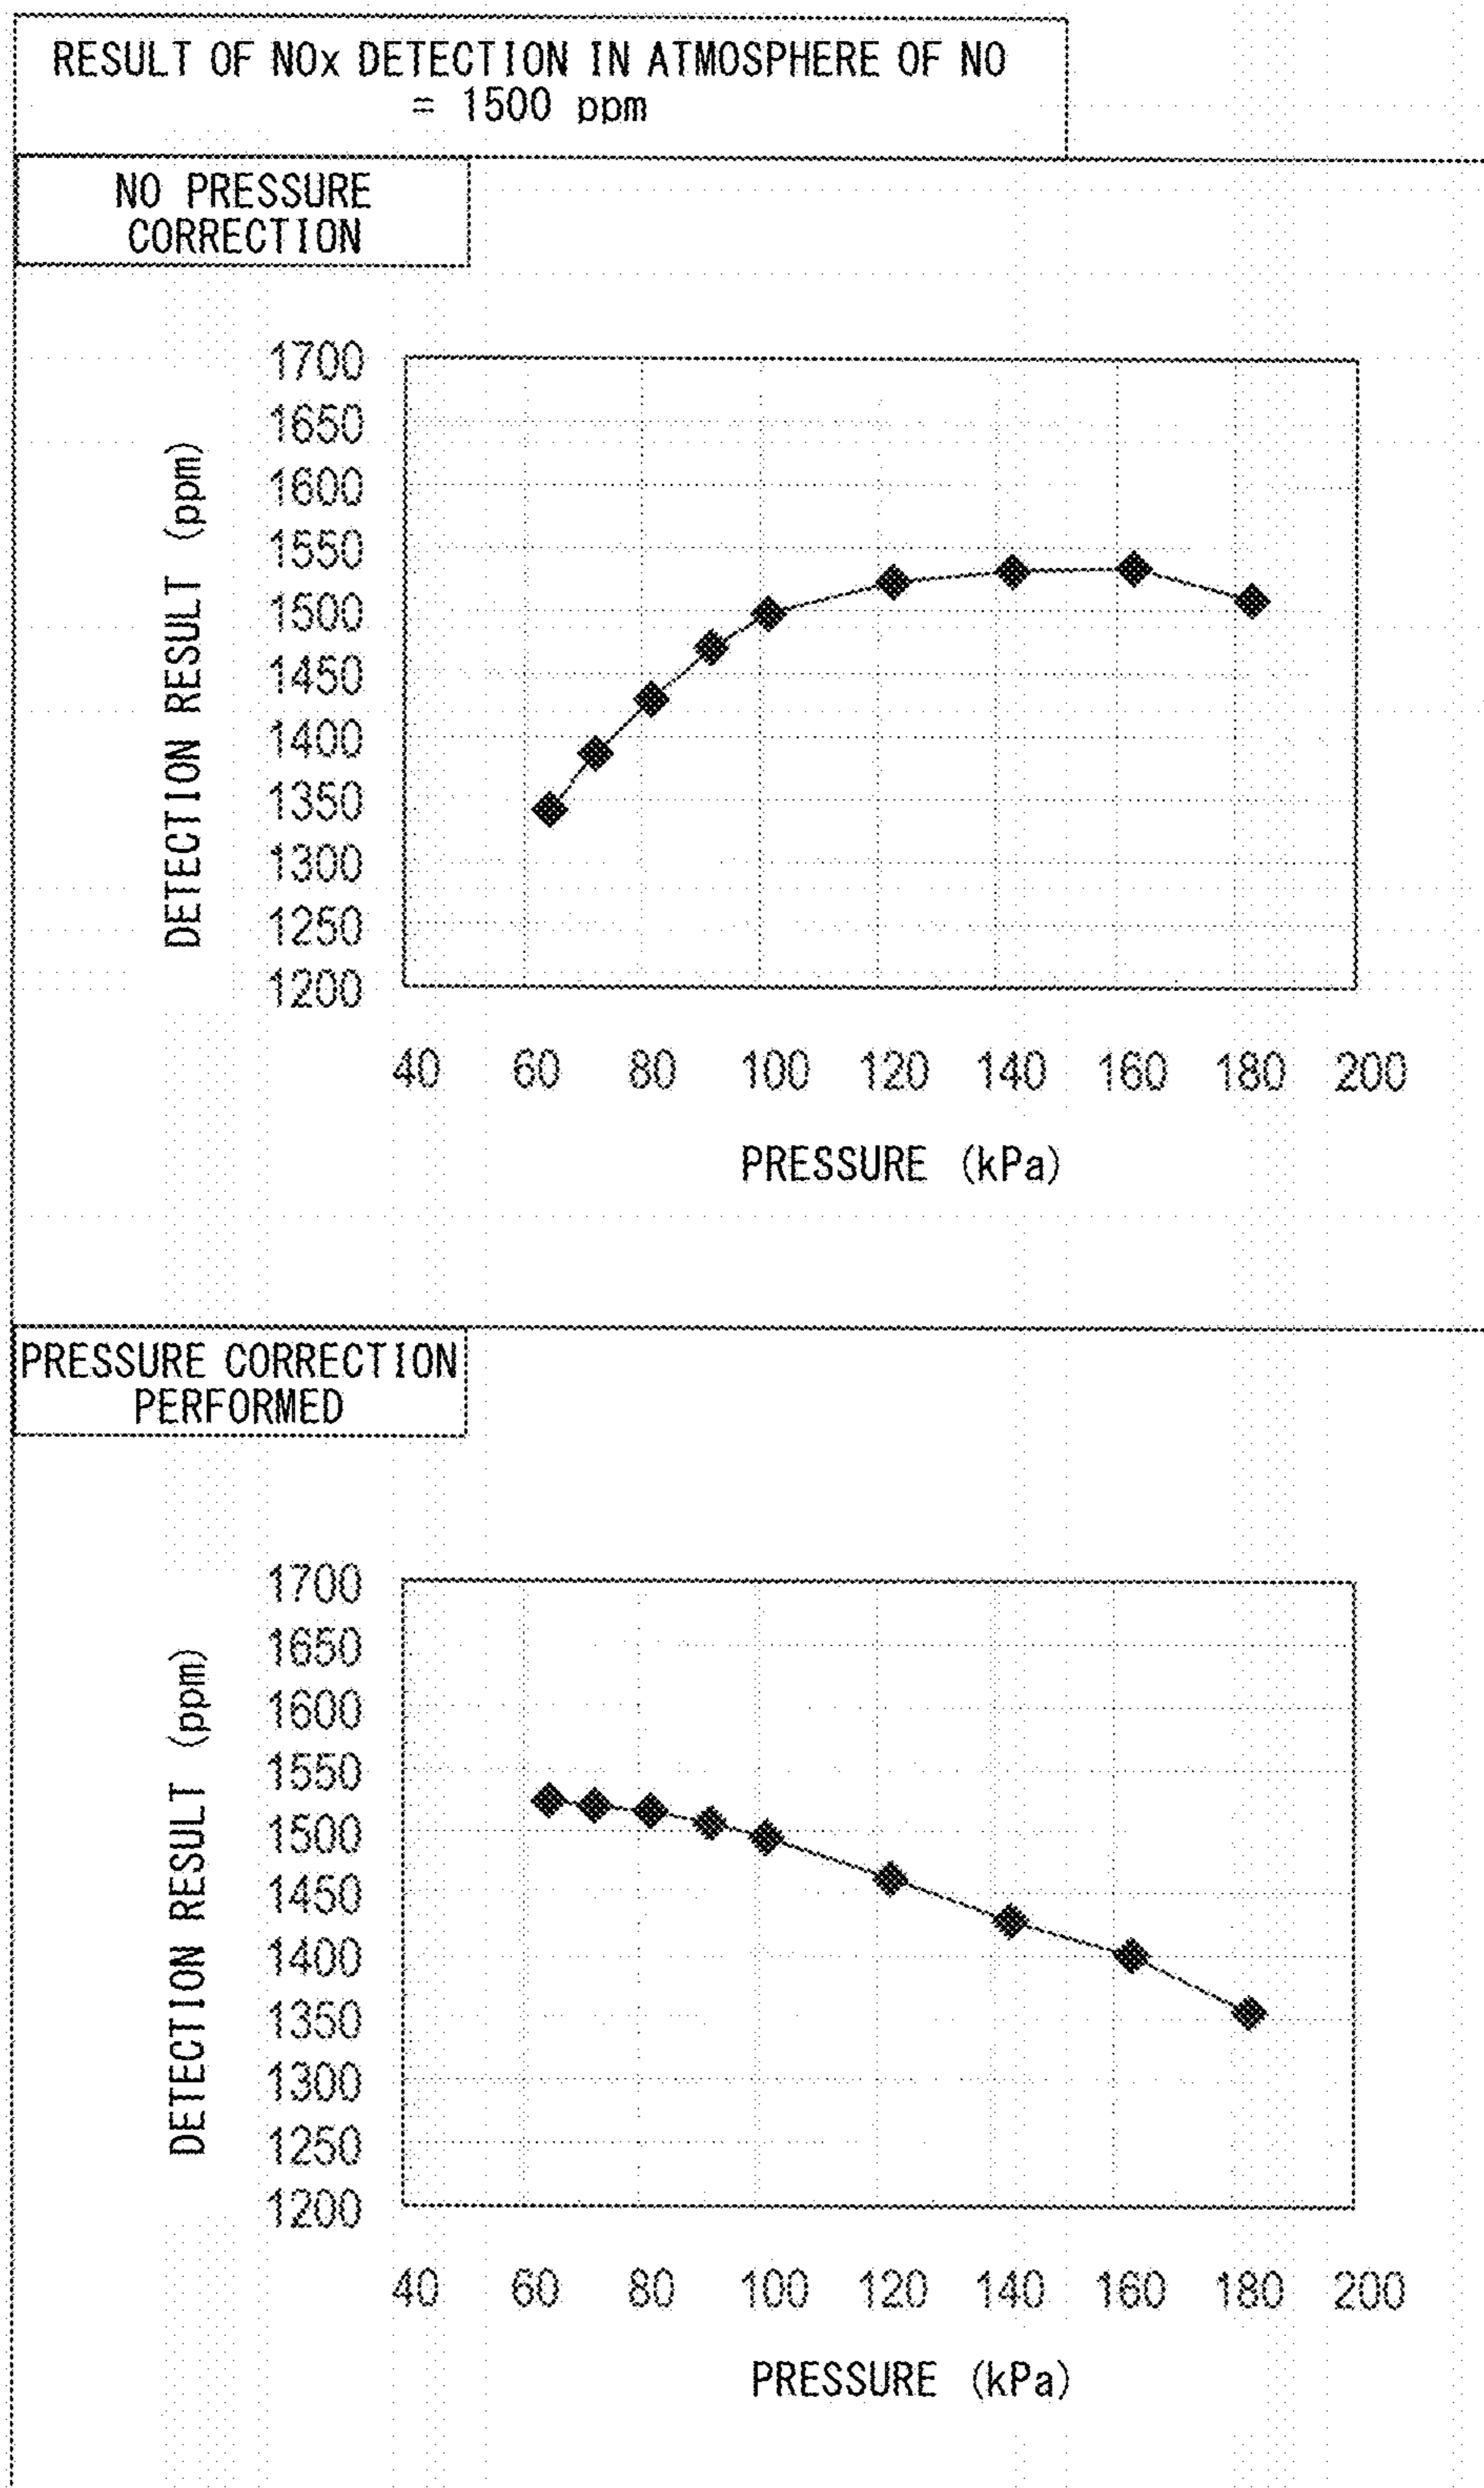 RESULT OF NOx DETECTION IN ATMOSPHERE OF NO
= 1500 ppm
NO PRESSURE
CORRECTION
DETECTION RESULT (ppm)
1700
1650
1600
1550
1500
1450
1400
1350
1300
1250
1200
40 60 80 100 120 140 160 180 200
PRESSURE (kPa)
PRESSURE CORRECTION
PERFORMED
DETECTION RESULT (ppm)
1700
1650
1600
1550
1500
1450
1400
1350
1300
1250
1200
40 60 80 100 120 140 160 180 200
PRESSURE (kPa)